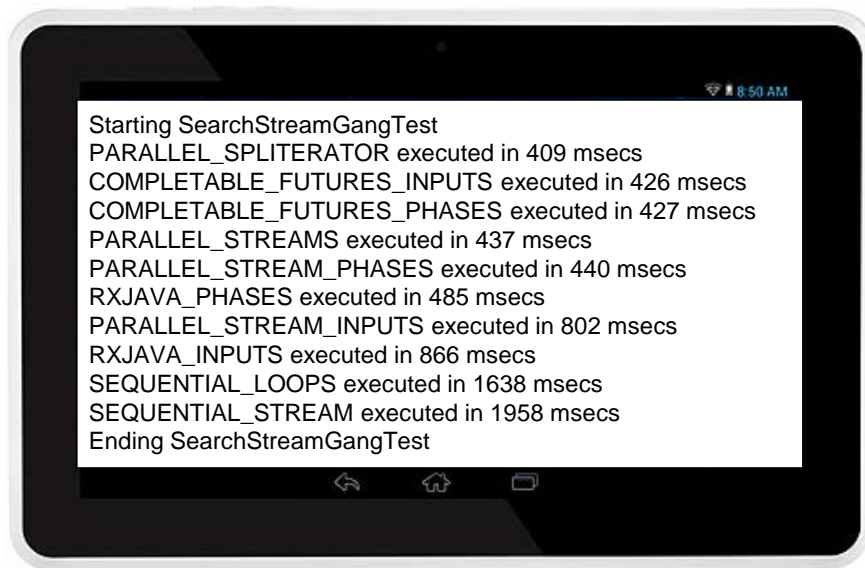 8:50 AM
Starting SearchStreamGangTest
PARALLEL_SPLITERATOR executed in 409 msecs
COMPLETABLE_FUTURES_INPUTS executed in 426 msecs
COMPLETABLE_FUTURES_PHASES executed in 427 msecs
PARALLEL_STREAMS executed in 437 msecs
PARALLEL_STREAM_PHASES executed in 440 msecs
RXJAVA_PHASES executed in 485 msecs
PARALLEL_STREAM_INPUTS executed in 802 msecs
RXJAVA_INPUTS executed in 866 msecs
SEQUENTIAL_LOOPS executed in 1638 msecs
SEQUENTIAL_STREAM executed in 1958 msecs
Ending SearchStreamGangTest